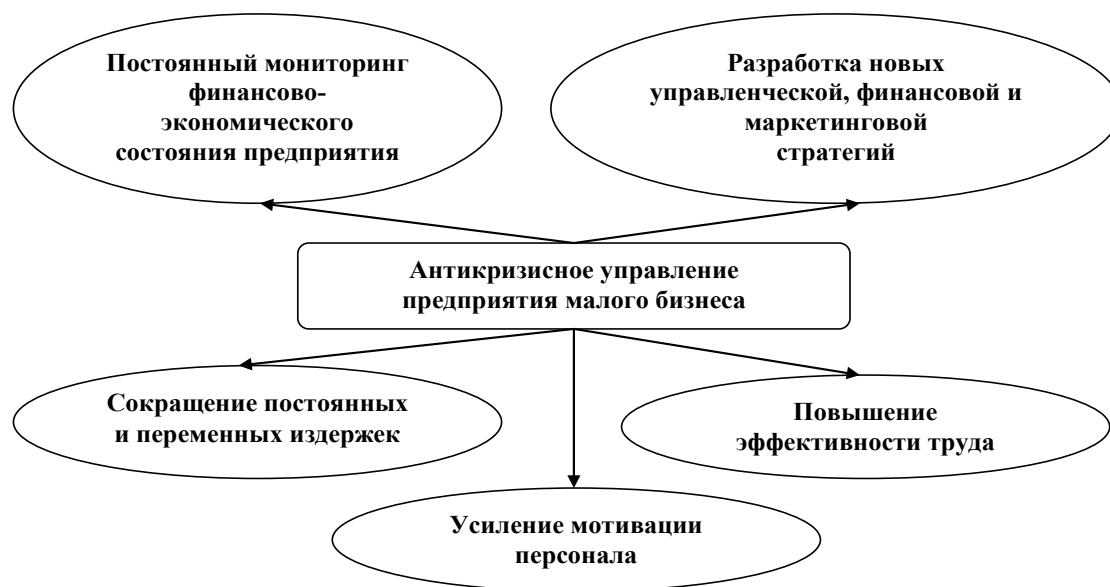 Постоянный мониторинг
финансово-
экономического
состояния предприятия
Разработка новых
управленческой, финансовой и
маркетинговой
стратегий
Антикризисное управление
предприятия малого бизнеса
Сокращение постоянных
и переменных издержек
Повышение
эффективности труда
Усиление мотивации
персонала